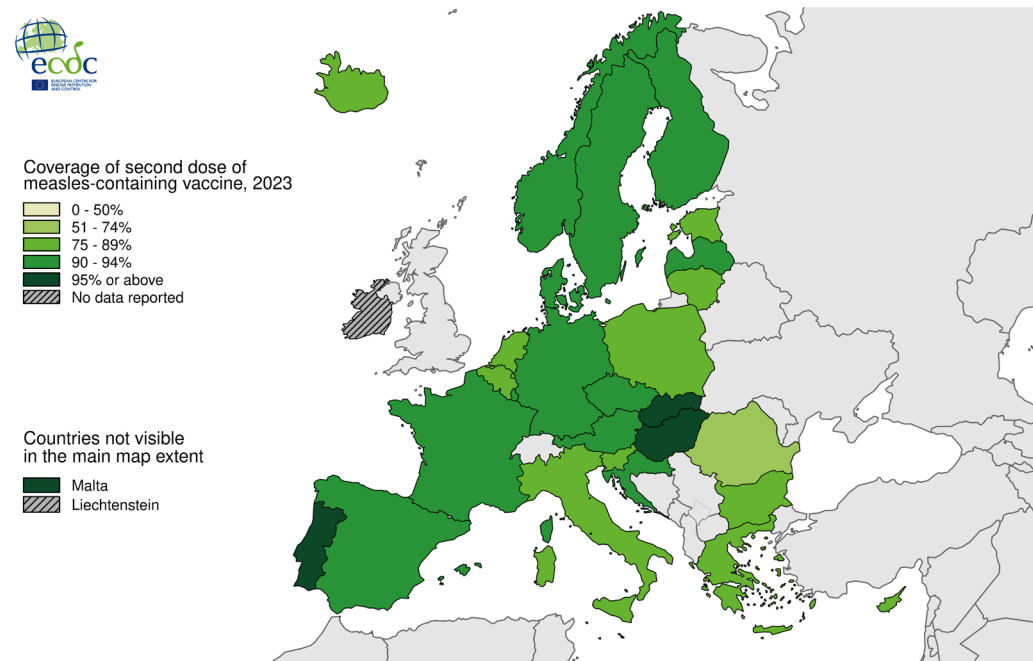 ecdc
EUROPEAN CENTRE FOR
DISEASE PREVENTION
AND CONTROL
Coverage of second dose of
measles-containing vaccine, 2023
0 - 50%
51 - 74%
75 - 89%
90 - 94%
95% or above
No data reported
Countries not visible
in the main map extent
Malta
Liechtenstein